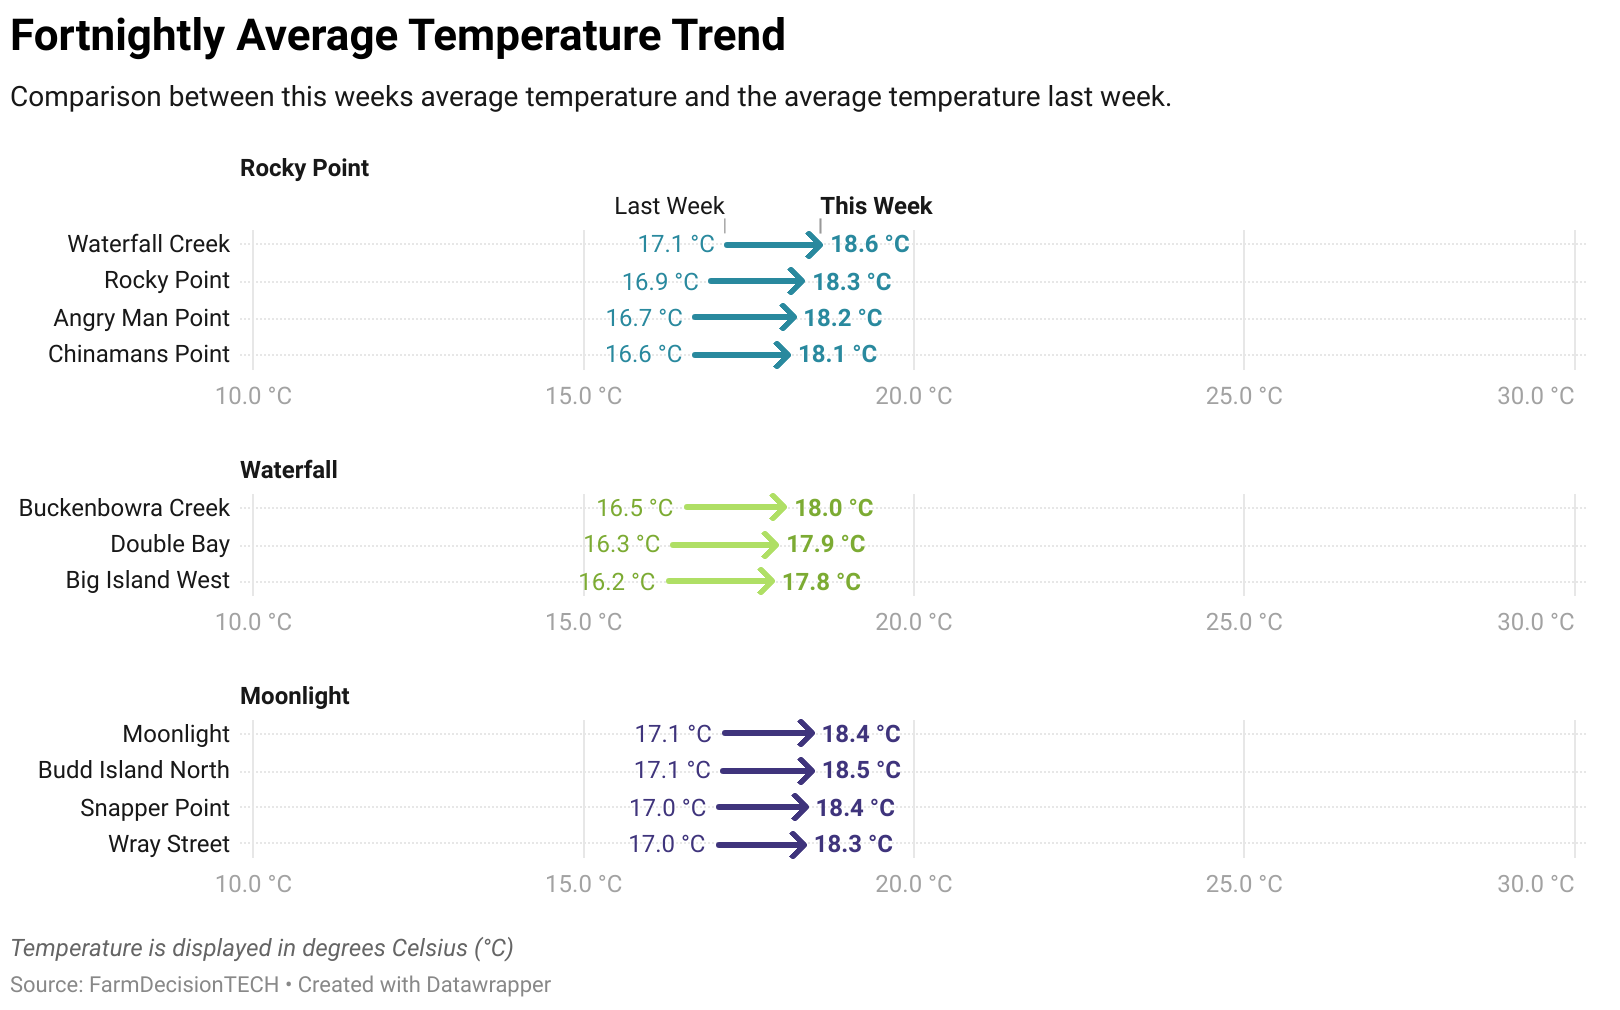 Fortnightly Average Temperature Trend
Comparison between this weeks average temperature and the average temperature last week.
Rocky Point
Last Week This Week
Waterfall Creek 17.1 °C 18.6 °C
Rocky Point 16.9 °C 18.3 °C
Angry Man Point 16.7 °C 18.2 °C
Chinamans Point 16.6 °C 18.1 °C
10.0 °C 15.0 °C 20.0 °C 25.0 °C 30.0 °C
Waterfall
Buckenbowra Creek 16.5 °C 18.0 °C
Double Bay 16.3 °C 17.9 °C
Big Island West 16.2 °C 17.8 °C
10.0 °C 15.0 °C 20.0 °C 25.0 °C 30.0 °C
Moonlight
Moonlight 17.1 °C 18.4 °C
Budd Island North 17.1 °C 18.5 °C
Snapper Point 17.0 °C 18.4 °C
Wray Street 17.0 °C 18.3 °C
10.0 °C 15.0 °C 20.0 °C 25.0 °C 30.0 °C
Temperature is displayed in degrees Celsius (°C)
Source: FarmDecisionTECH • Created with Datawrapper